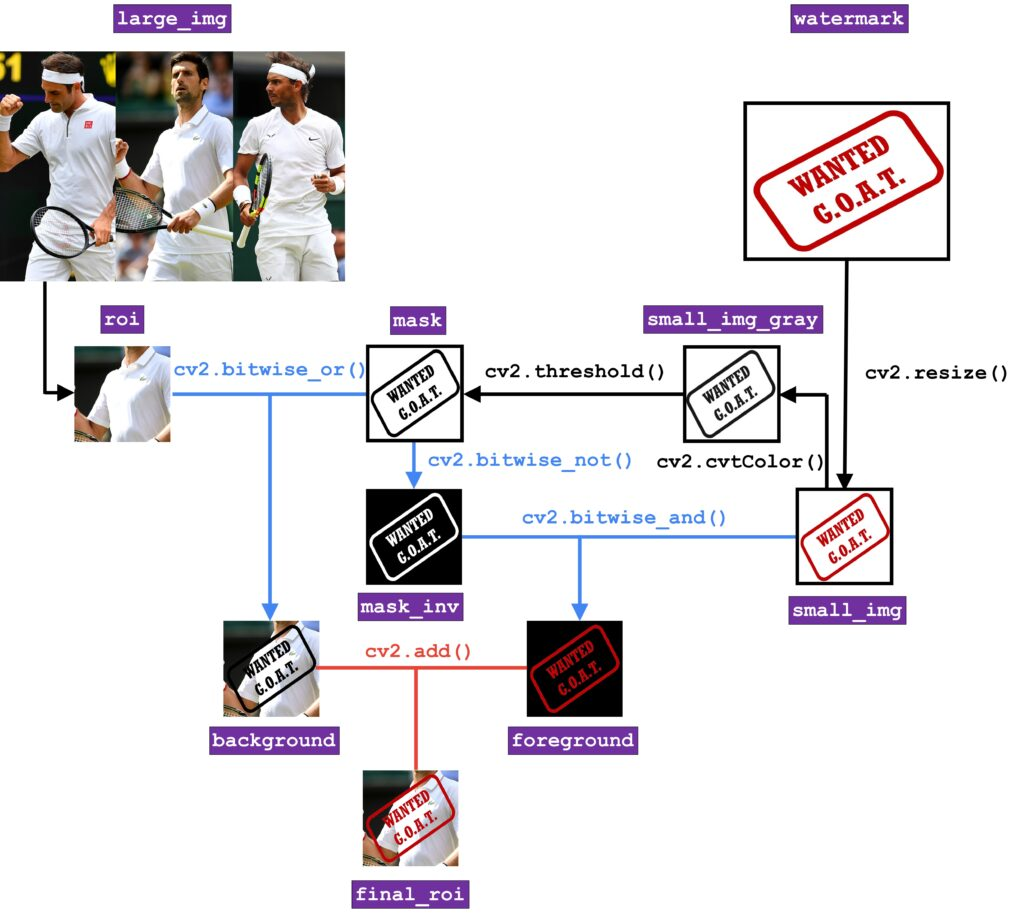 large_img
watermark
51
WANTED
G.O.A.T.
roi
mask
small_img_gray
cv2.bitwise_or()
WANTED
G.O.A.T.
cv2.threshold()
WANTED
G.O.A.T.
cv2.resize()
cv2.bitwise_not()
cv2.cvtColor()
WANTED
G.O.A.T.
cv2.bitwise_and()
WANTED
G.O.A.T.
mask_inv
small_img
WANTED
G.O.A.T.
cv2.add()
WANTED
G.O.A.T.
background
foreground
WANTED
G.O.A.T.
final_roi